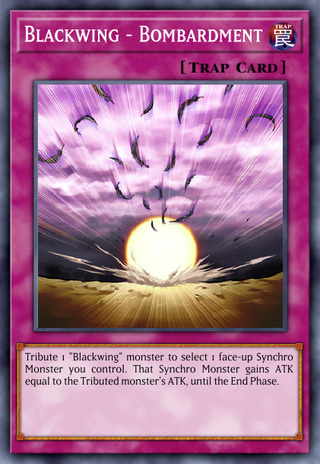 Blackwing - Bombardment
TRAP
罠
[Trap Card]
Tribute 1 "Blackwing" monster to select 1 face-up Synchro
Monster you control. That Synchro Monster gains ATK
equal to the Tributed monster's ATK, until the End Phase.